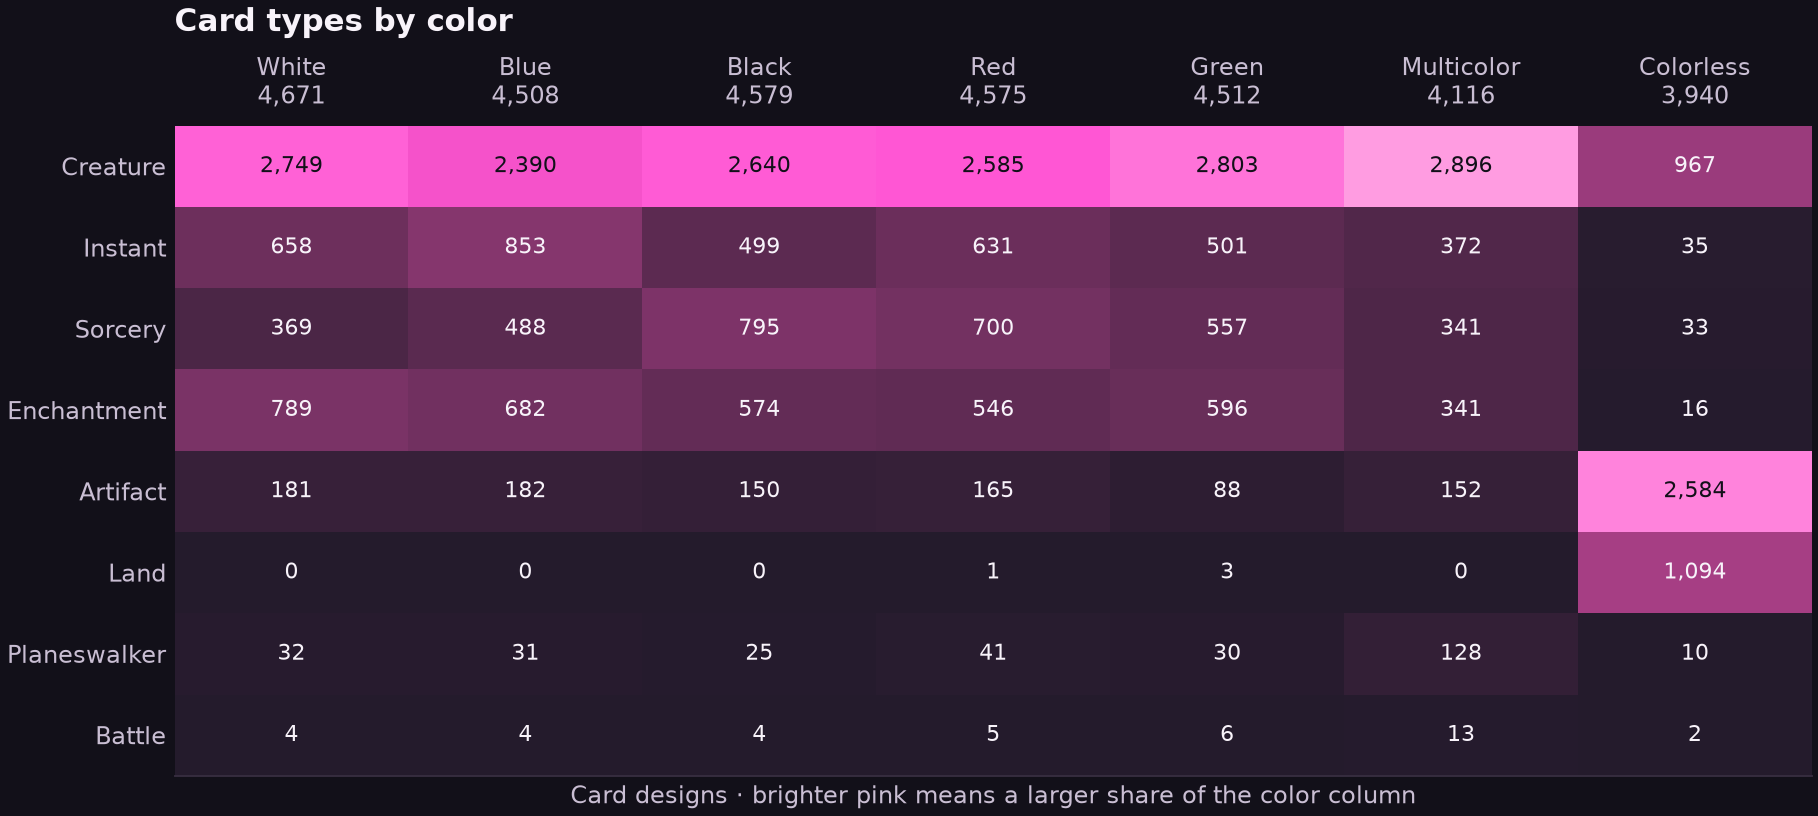 Card types by color
White Blue Black Red Green Multicolor Colorless
4,671 4,508 4,579 4,575 4,512 4,116 3,940
Creature 2,749 2,390 2,640 2,585 2,803 2,896 967
Instant 658 853 499 631 501 372 35
Sorcery 369 488 795 700 557 341 33
Enchantment 789 682 574 546 596 341 16
Artifact 181 182 150 165 88 152 2,584
Land 0 0 0 1 3 0 1,094
Planeswalker 32 31 25 41 30 128 10
Battle 4 4 4 5 6 13 2
Card designs · brighter pink means a larger share of the color column